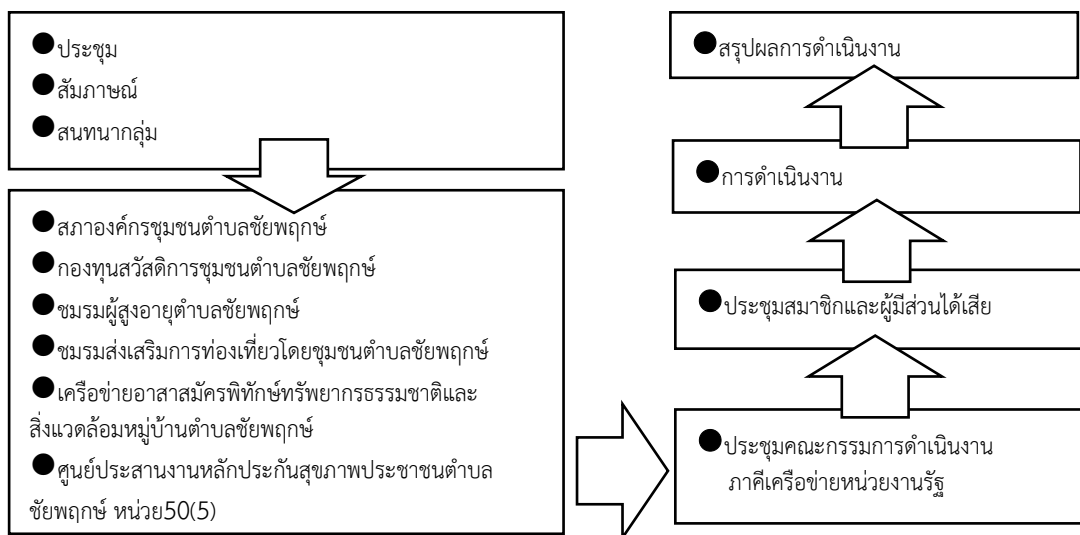 ●ประชุม
●สัมภาษณ์
●สนทนากลุ่ม
●สภาองค์กรชุมชนตำบลชัยพฤกษ์
●กองทุนสวัสดิการชุมชนตำบลชัยพฤกษ์
●ชมรมผู้สูงอายุตำบลชัยพฤกษ์
●ชมรมส่งเสริมการท่องเที่ยวโดยชุมชนตำบลชัยพฤกษ์
●เครือข่ายอาสาสมัครพิทักษ์ทรัพยากรธรรมชาติและ
สิ่งแวดล้อมหมู่บ้านตำบลชัยพฤกษ์
●ศูนย์ประสานงานหลักประกันสุขภาพประชาชนตำบล
ชัยพฤกษ์ หน่วย50(5)
●ประชุมคณะกรรมการดำเนินงาน
ภาคีเครือข่ายหน่วยงานรัฐ
●ประชุมสมาชิกและผู้มีส่วนได้เสีย
●การดำเนินงาน
●สรุปผลการดำเนินงาน